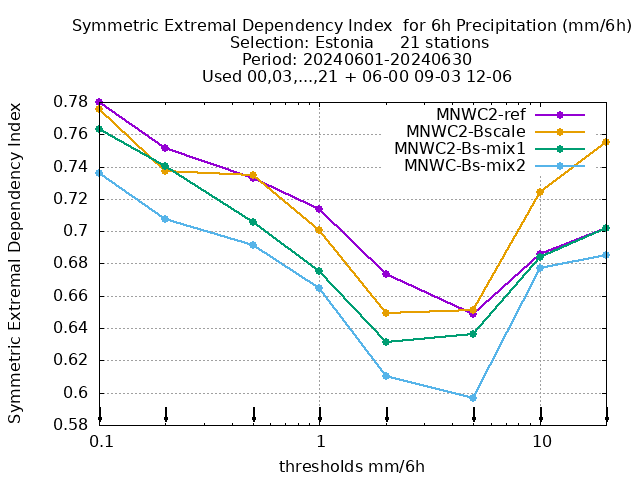 Symmetric Extremal Dependency Index  for 6h Precipitation (mm/6h)
Selection: Estonia     21 stations
Period: 20240601-20240630
Used 00,03,...,21 + 06-00 09-03 12-06
Symmetric Extremal Dependency Index
0.78
0.76
0.74
0.72
0.7
0.68
0.66
0.64
0.62
0.6
0.58
MNWC2-ref
MNWC2-Bscale
MNWC2-Bs-mix1
MNWC-Bs-mix2
0.1 1 10
thresholds mm/6h